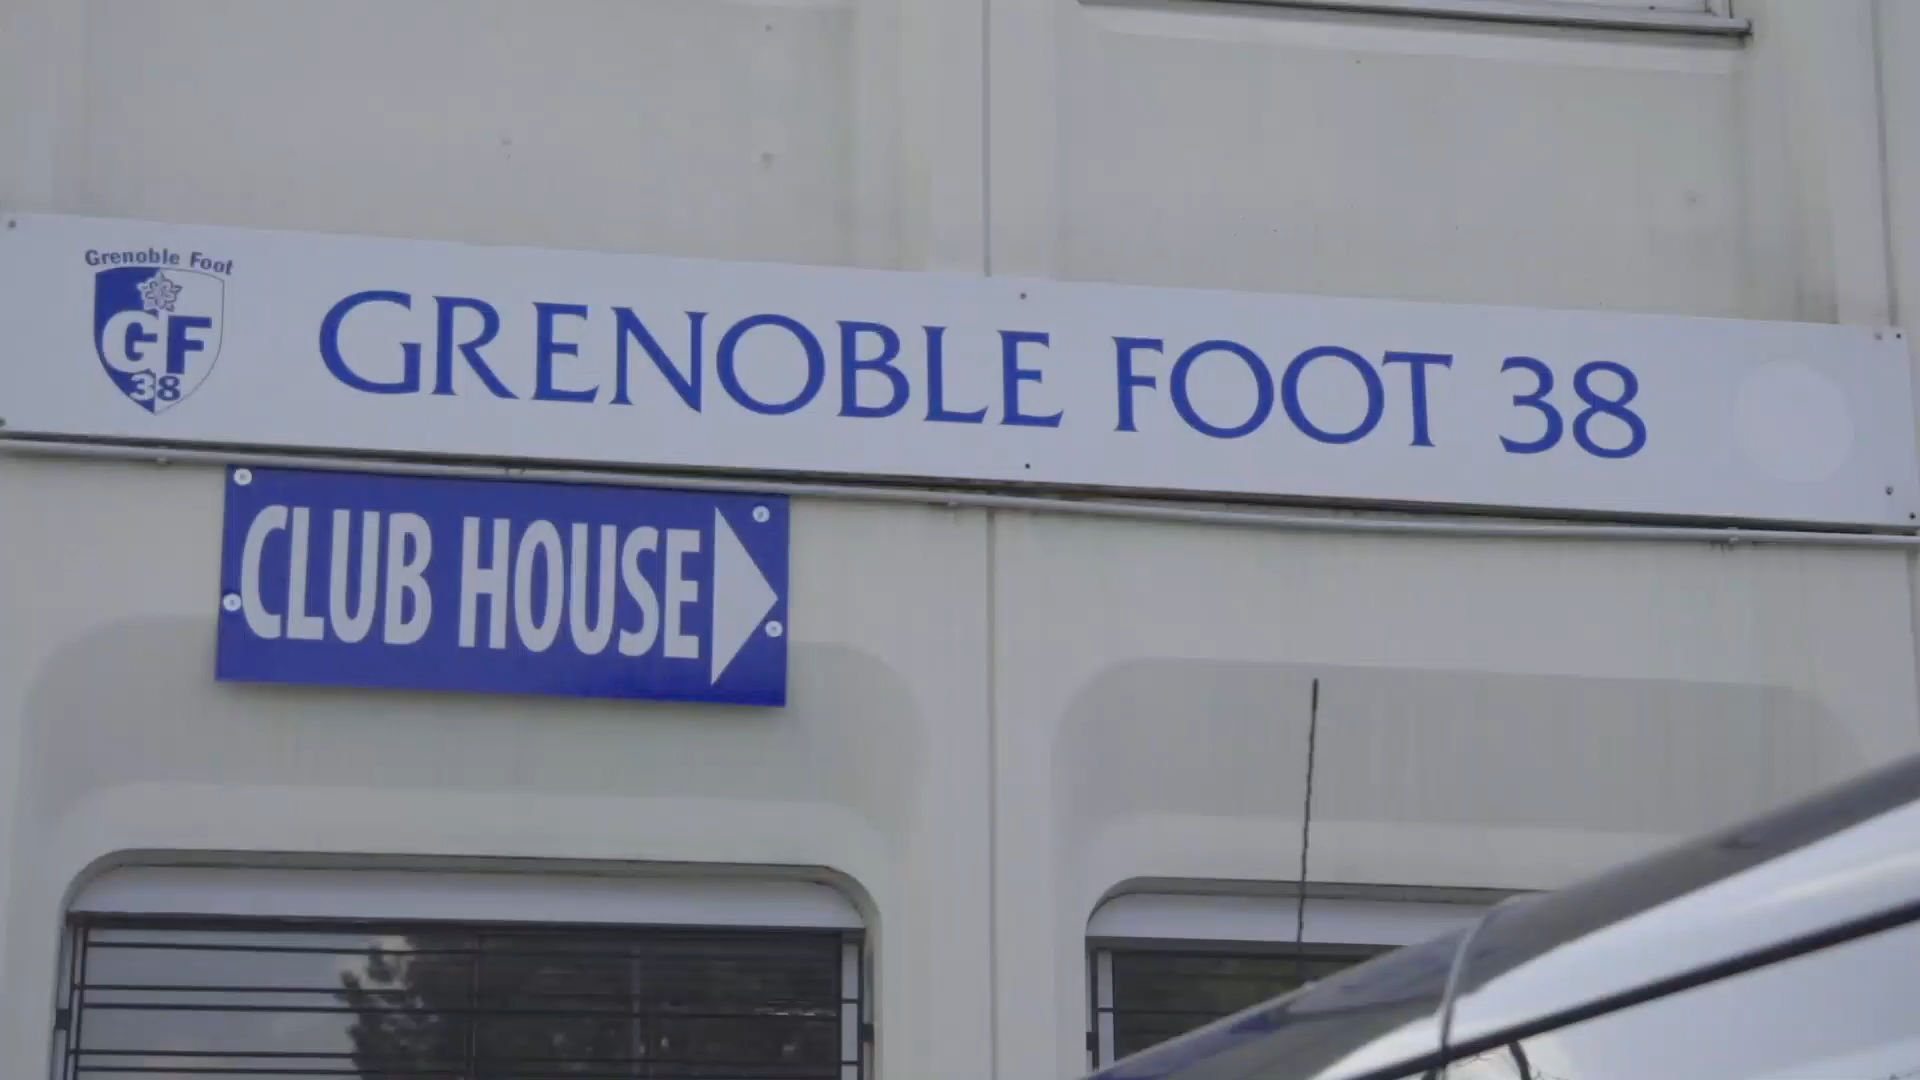 Grenoble Foot
GF
38
GRENOBLE FOOT 38
CLUB HOUSE